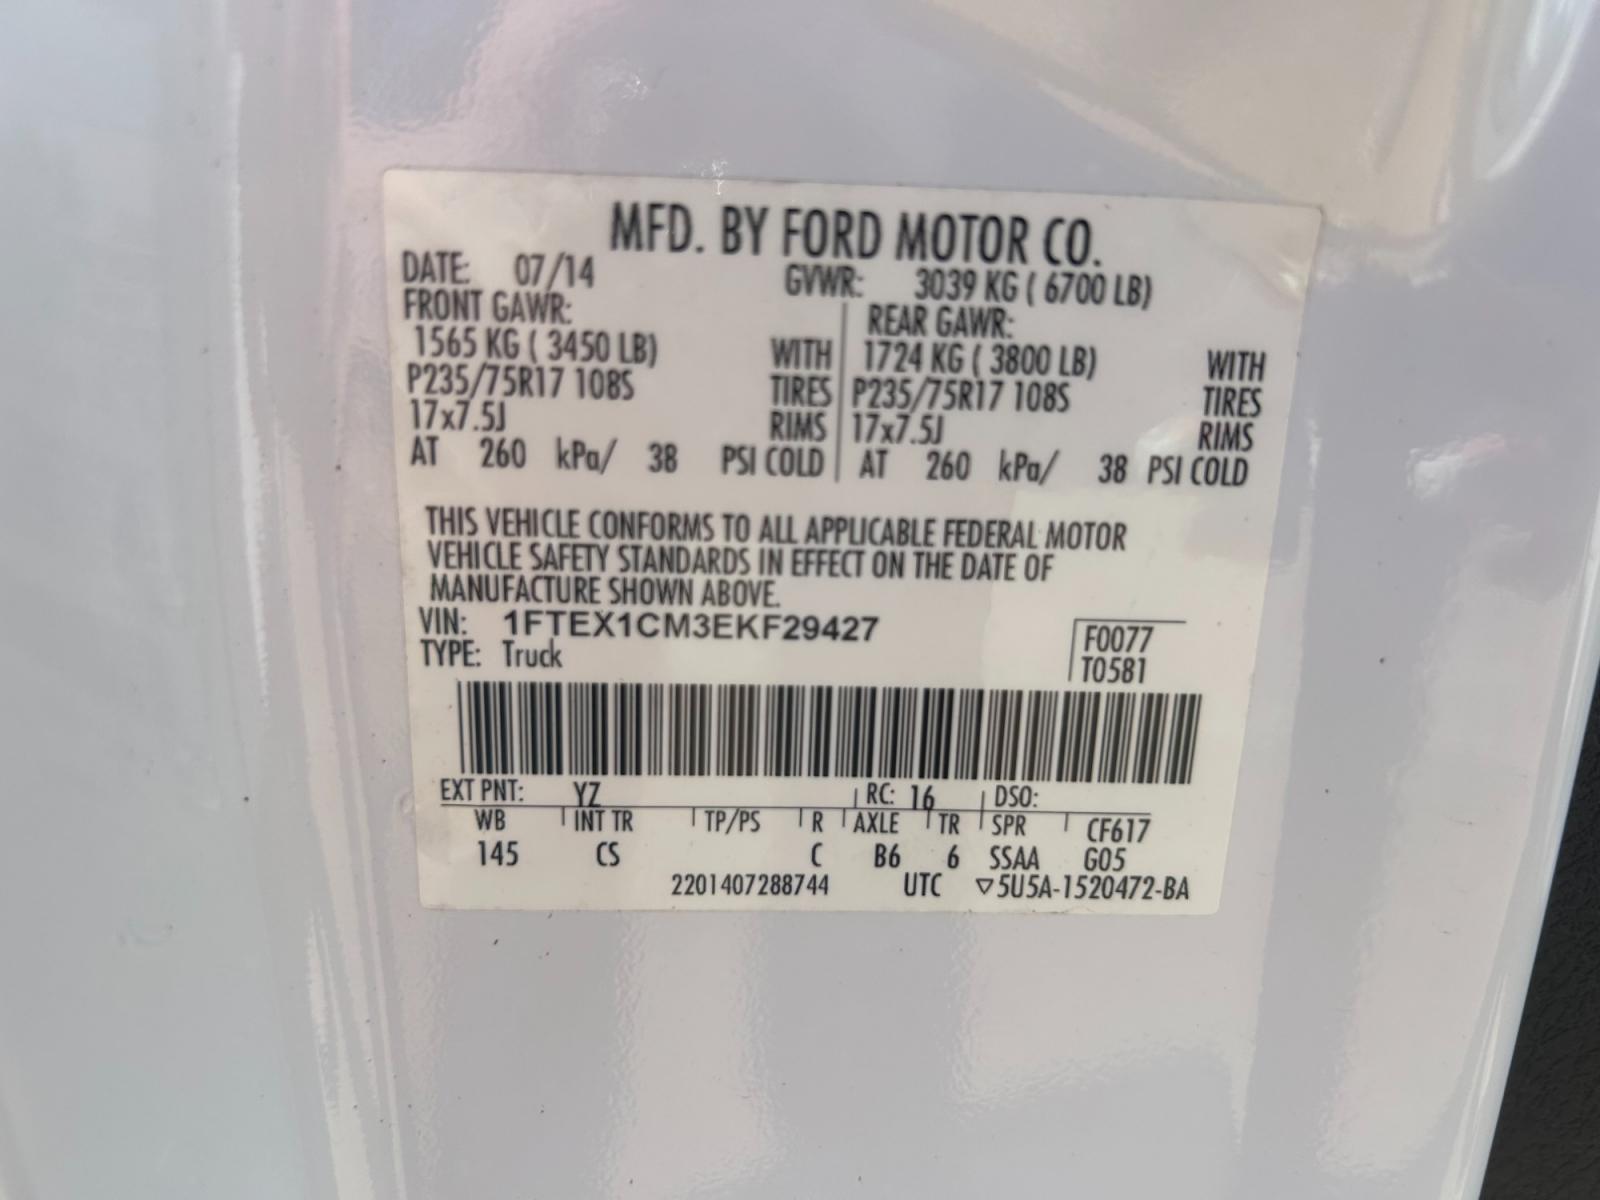 MFD. BY FORD MOTOR CO.
DATE: 07/14 GVWR: 3039 KG ( 6700 LB)
FRONT GAWR: REAR GAWR:
1565 KG ( 3450 LB) WITH 1724 KG ( 3800 LB) WITH
P235/75R17 108S TIRES P235/75R17 108S TIRES
17x7.5J RIMS 17x7.5J RIMS
AT 260 kPa/ 38 PSI COLD AT 260 kPa/ 38 PSI COLD
THIS VEHICLE CONFORMS TO ALL APPLICABLE FEDERAL MOTOR
VEHICLE SAFETY STANDARDS IN EFFECT ON THE DATE OF
MANUFACTURE SHOWN ABOVE.
VIN: 1FTEX1CM3EKF29427 F0077
TYPE: Truck T0581
EXT PNT: YZ RC: 16 DSO:
WB INT TR TP/PS R AXLE TR SPR CF617
145 CS C B6 6 SSAA G05
2201407288744 UTC ▽5U5A-1520472-BA